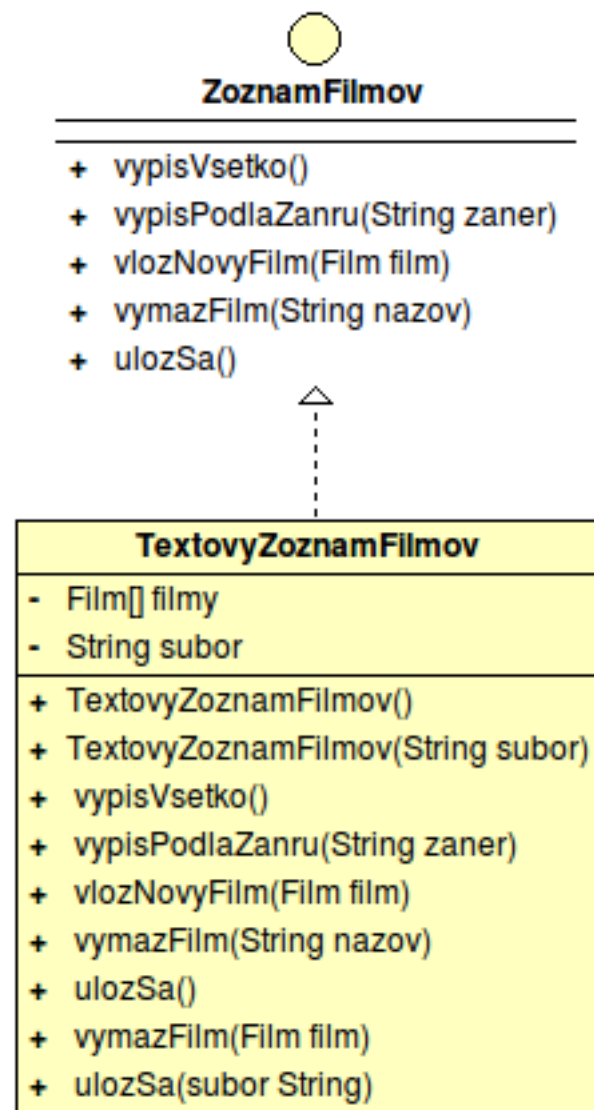 ZoznamFilmov
+ vypisVsetko()
+ vypisPodlaZanru(String zaner)
+ vlozNovyFilm(Film film)
+ vymazFilm(String nazov)
+ ulozSa()
TextovyZoznamFilmov
- Film[] filmy
- String subor
+ TextovyZoznamFilmov()
+ TextovyZoznamFilmov(String subor)
+ vypisVsetko()
+ vypisPodlaZanru(String zaner)
+ vlozNovyFilm(Film film)
+ vymazFilm(String nazov)
+ ulozSa()
+ vymazFilm(Film film)
+ ulozSa(subor String)